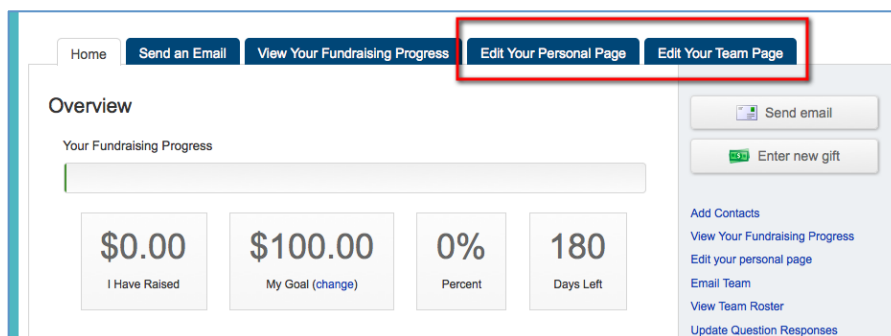 Home Send an Email View Your Fundraising Progress Edit Your Personal Page Edit Your Team Page
Overview
Your Fundraising Progress
$0.00 $100.00 0% 180
I Have Raised My Goal (change) Percent Days Left
Send email
Enter new gift
Add Contacts
View Your Fundraising Progress
Edit your personal page
Email Team
View Team Roster
Update Question Responses